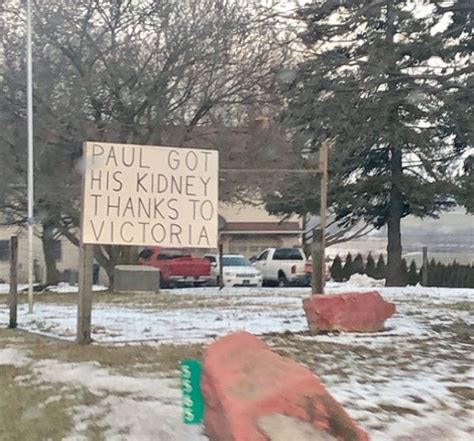 PAUL GOT
HIS KIDNEY
THANKS TO
VICTORIA